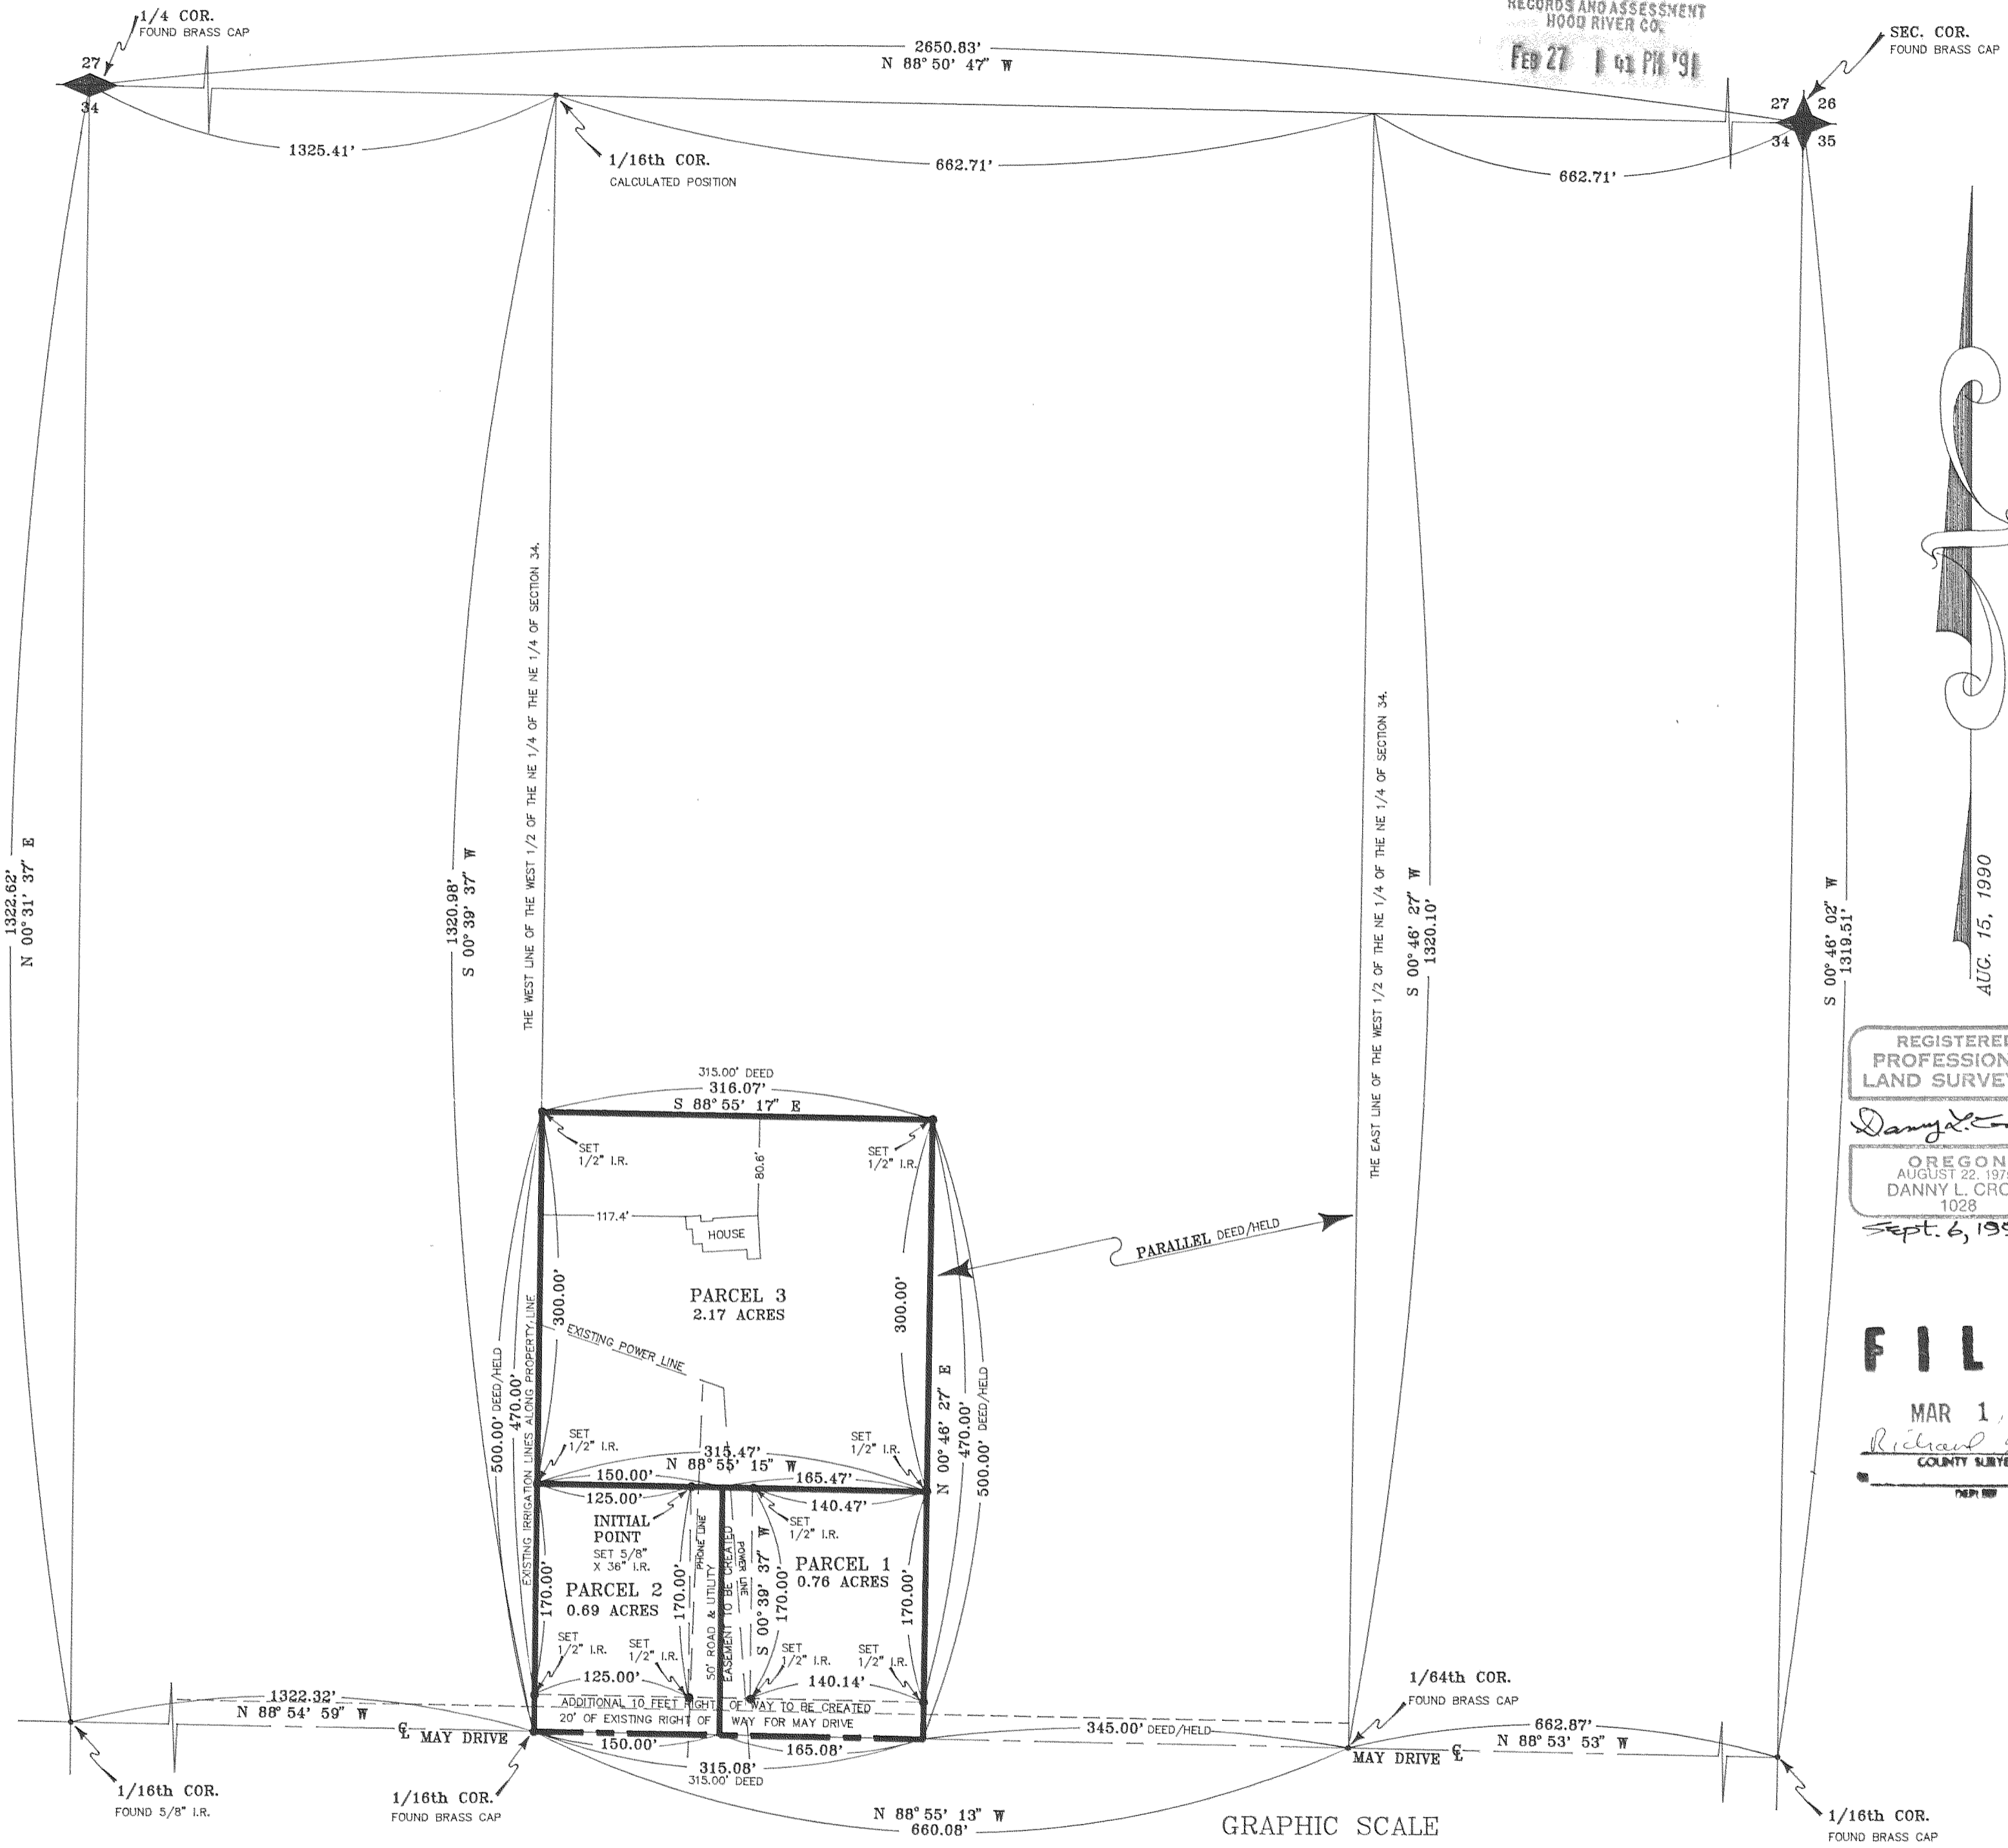 RECORDS AND ASSESSMENT
HOOD RIVER CO.
FEB 27 1 41 PM '91
1/4 COR.
FOUND BRASS CAP
27
34
2650.83'
N 88° 50' 47" W
SEC. COR.
FOUND BRASS CAP
27 26
34 35
1325.41'
1/16th COR.
CALCULATED POSITION
662.71'
662.71'
1322.62'
N 00° 31' 37" E
1320.98'
S 00° 39' 37" W
THE WEST LINE OF THE WEST 1/2 OF THE NE 1/4 OF THE NE 1/4 OF SECTION 34.
THE EAST LINE OF THE WEST 1/2 OF THE NE 1/4 OF THE NE 1/4 OF SECTION 34.
S 00° 46' 27" W
1320.10'
S 00° 46' 02" W
1319.51'
AUG. 15, 1990
REGISTERED
PROFESSION
LAND SURVE
Danny L.
OREGON
AUGUST 22, 197
DANNY L. CRO
1028
Sept. 6, 199
FIL
MAR 1
Richard
COUNTY SURVE
315.00' DEED
316.07'
S 88° 55' 17" E
SET
1/2" I.R.
SET
1/2" I.R.
80.6'
117.4'
HOUSE
PARALLEL DEED/HELD
PARCEL 3
2.17 ACRES
300.00'
300.00'
EXISTING POWER LINE
EXISTING IRRIGATION LINES ALONG PROPERTY LINE
500.00' DEED/HELD
470.00'
N 00° 46' 27" E
470.00'
500.00' DEED/HELD
SET
1/2" I.R.
SET
1/2" I.R.
315.47'
N 88° 55' 15" W
150.00'
165.47'
125.00'
140.47'
INITIAL
POINT
SET 5/8"
X 36" I.R.
SET
1/2" I.R.
PARCEL 2
0.69 ACRES
PARCEL 1
0.76 ACRES
170.00'
170.00'
PHONE LINE
50' ROAD & UTILITY
EASEMENT TO BE CREATED
POWER LINE
S 00° 39' 37" W
170.00'
170.00'
SET
1/2" I.R.
SET
1/2" I.R.
SET
1/2" I.R.
SET
1/2" I.R.
125.00'
140.14'
ADDITIONAL 10 FEET RIGHT OF WAY TO BE CREATED
20' OF EXISTING RIGHT OF WAY FOR MAY DRIVE
1322.32'
N 88° 54' 59" W
℄ MAY DRIVE
150.00'
165.08'
315.08'
315.00' DEED
345.00' DEED/HELD
1/64th COR.
FOUND BRASS CAP
662.87'
N 88° 53' 53" W
MAY DRIVE ℄
1/16th COR.
FOUND 5/8" I.R.
1/16th COR.
FOUND BRASS CAP
N 88° 55' 13" W
660.08'
GRAPHIC SCALE
1/16th COR.
FOUND BRASS CAP